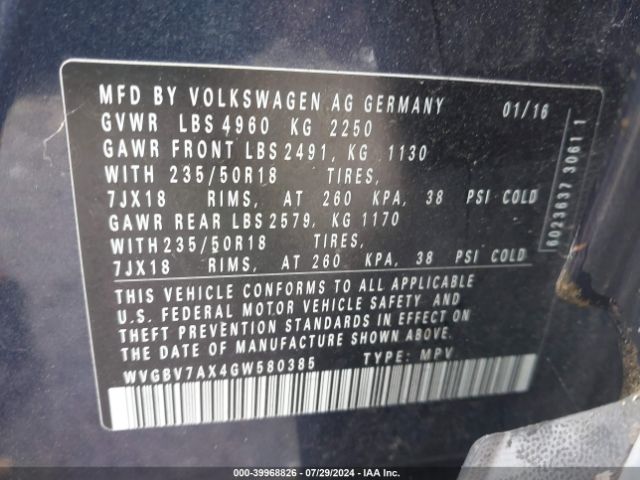 MFD BY VOLKSWAGEN AG GERMANY 01/16
GVWR LBS 4960 KG 2250
GAWR FRONT LBS 2491, KG 1130
WITH 235/50R18 TIRES,
7JX18 RIMS, AT 260 KPA, 38 PSI COLD
GAWR REAR LBS 2579, KG 1170
WITH 235/50R18 TIRES,
7JX18 RIMS, AT 260 KPA, 38 PSI COLD
THIS VEHICLE CONFORMS TO ALL APPLICABLE
U.S. FEDERAL MOTOR VEHICLE SAFETY AND
THEFT PREVENTION STANDARDS IN EFFECT ON
THE DATE OF MANUFACTURE SHOWN ABOVE.
WVGBV7AX4GW580385 TYPE: MPV
6023637 3061 1
000-39968826 / 07/29/2024 - IAA Inc.